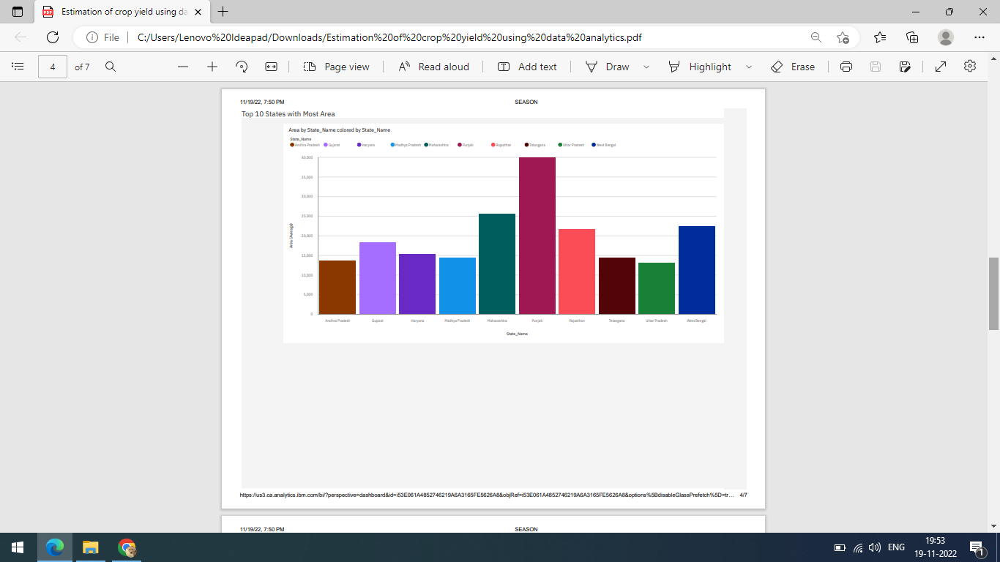 Estimation of crop yield using da
File
C:/Users/Lenovo%20Ideapad/Downloads/Estimation%20of%20crop%20yield%20using%20data%20analytics.pdf
4 of 7
Page view
Read aloud
Add text
Draw
Highlight
Erase
11/19/22, 7:50 PM SEASON
Top 10 States with Most Area
Area by State_Name colored by State_Name
State_Name
Andhra Pradesh Gujarat Haryana Madhya Pradesh Maharashtra Punjab Rajasthan Telangana Uttar Pradesh West Bengal
40,000
35,000
30,000
25,000
20,000
15,000
10,000
5,000
0
Area (Average)
Andhra Pradesh Gujarat Haryana Madhya Pradesh Maharashtra Punjab Rajasthan Telangana Uttar Pradesh West Bengal
State_Name
https://us3.ca.analytics.ibm.com/bi/?perspective=dashboard&id=i53E061A4852746219A6A3165FE5626A8&objRef=i53E061A4852746219A6A3165FE5626A8&options%5BdisableGlassPrefetch%5D=tr… 4/7
11/19/22, 7:50 PM SEASON
ENG
19:53
19-11-2022
1